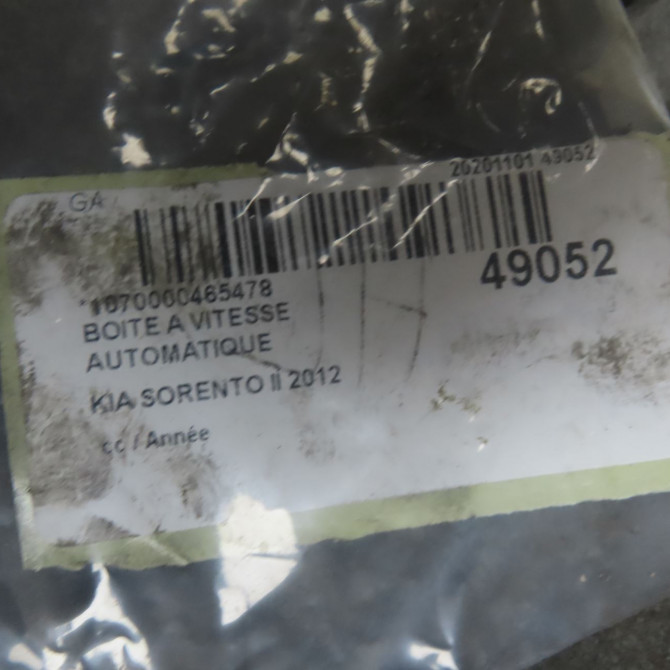 GA
20201101 49052
49052
*1070000465478
BOITE A VITESSE
AUTOMATIQUE
KIA SORENTO II 2012
cc / Année